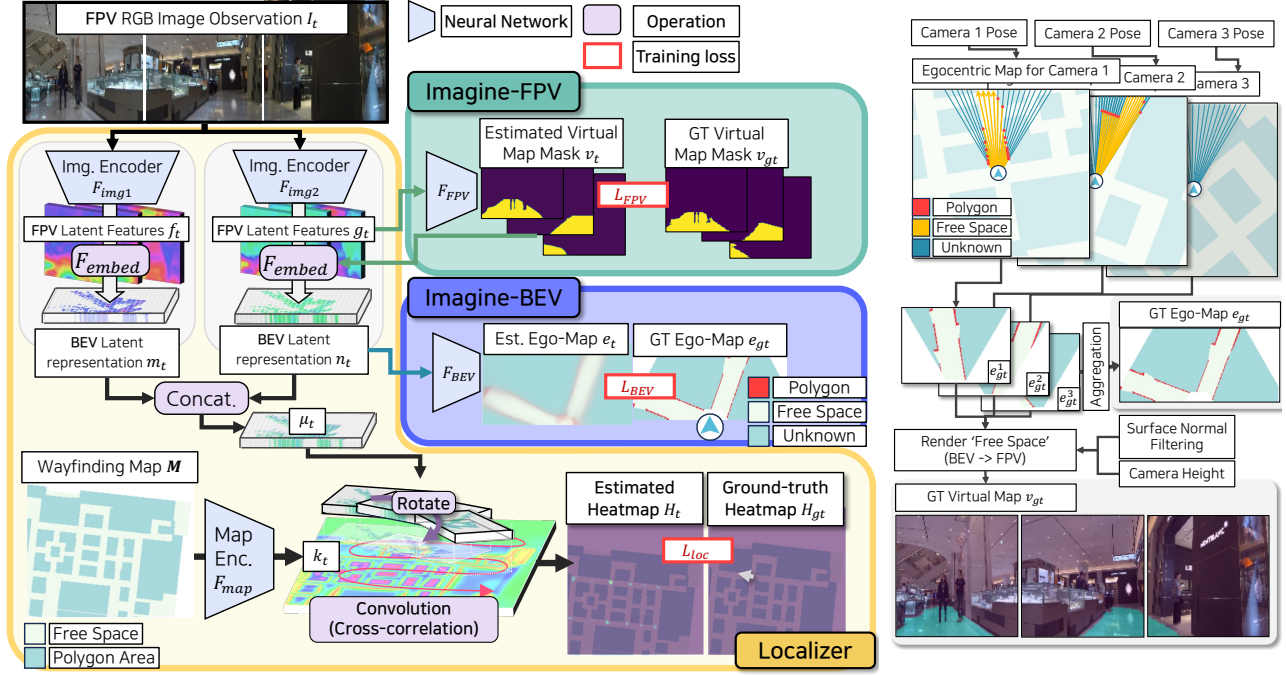 FPV RGB Image Observation I_t
Neural Network
Operation
Training loss
Img. Encoder
F_img1
Img. Encoder
F_img2
FPV Latent Features f_t
FPV Latent Features g_t
F_embed
F_embed
BEV Latent
representation m_t
BEV Latent
representation n_t
Concat.
μ_t
Imagine-FPV
Estimated Virtual
Map Mask v_t
GT Virtual
Map Mask v_gt
F_FPV
L_FPV
Imagine-BEV
Est. Ego-Map e_t
GT Ego-Map e_gt
F_BEV
L_BEV
Polygon
Free Space
Unknown
Wayfinding Map M
Map
Enc.
F_map
k_t
Rotate
Convolution
(Cross-correlation)
Estimated
Heatmap H_t
Ground-truth
Heatmap H_gt
L_loc
Free Space
Polygon Area
Localizer
Camera 1 Pose
Camera 2 Pose
Camera 3 Pose
Egocentric Map for Camera 1
Camera 2
amera 3
Polygon
Free Space
Unknown
e_gt^1
e_gt^2
e_gt^3
Aggregation
GT Ego-Map e_gt
Render 'Free Space'
(BEV -> FPV)
Surface Normal
Filtering
Camera Height
GT Virtual Map v_gt